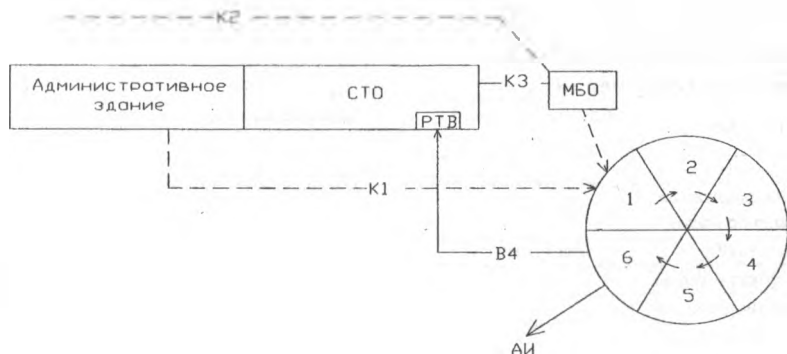 К2
Административное
здание
СТО
К3
МБО
РТВ
К1
2
1
3
В4
6
4
5
АИ